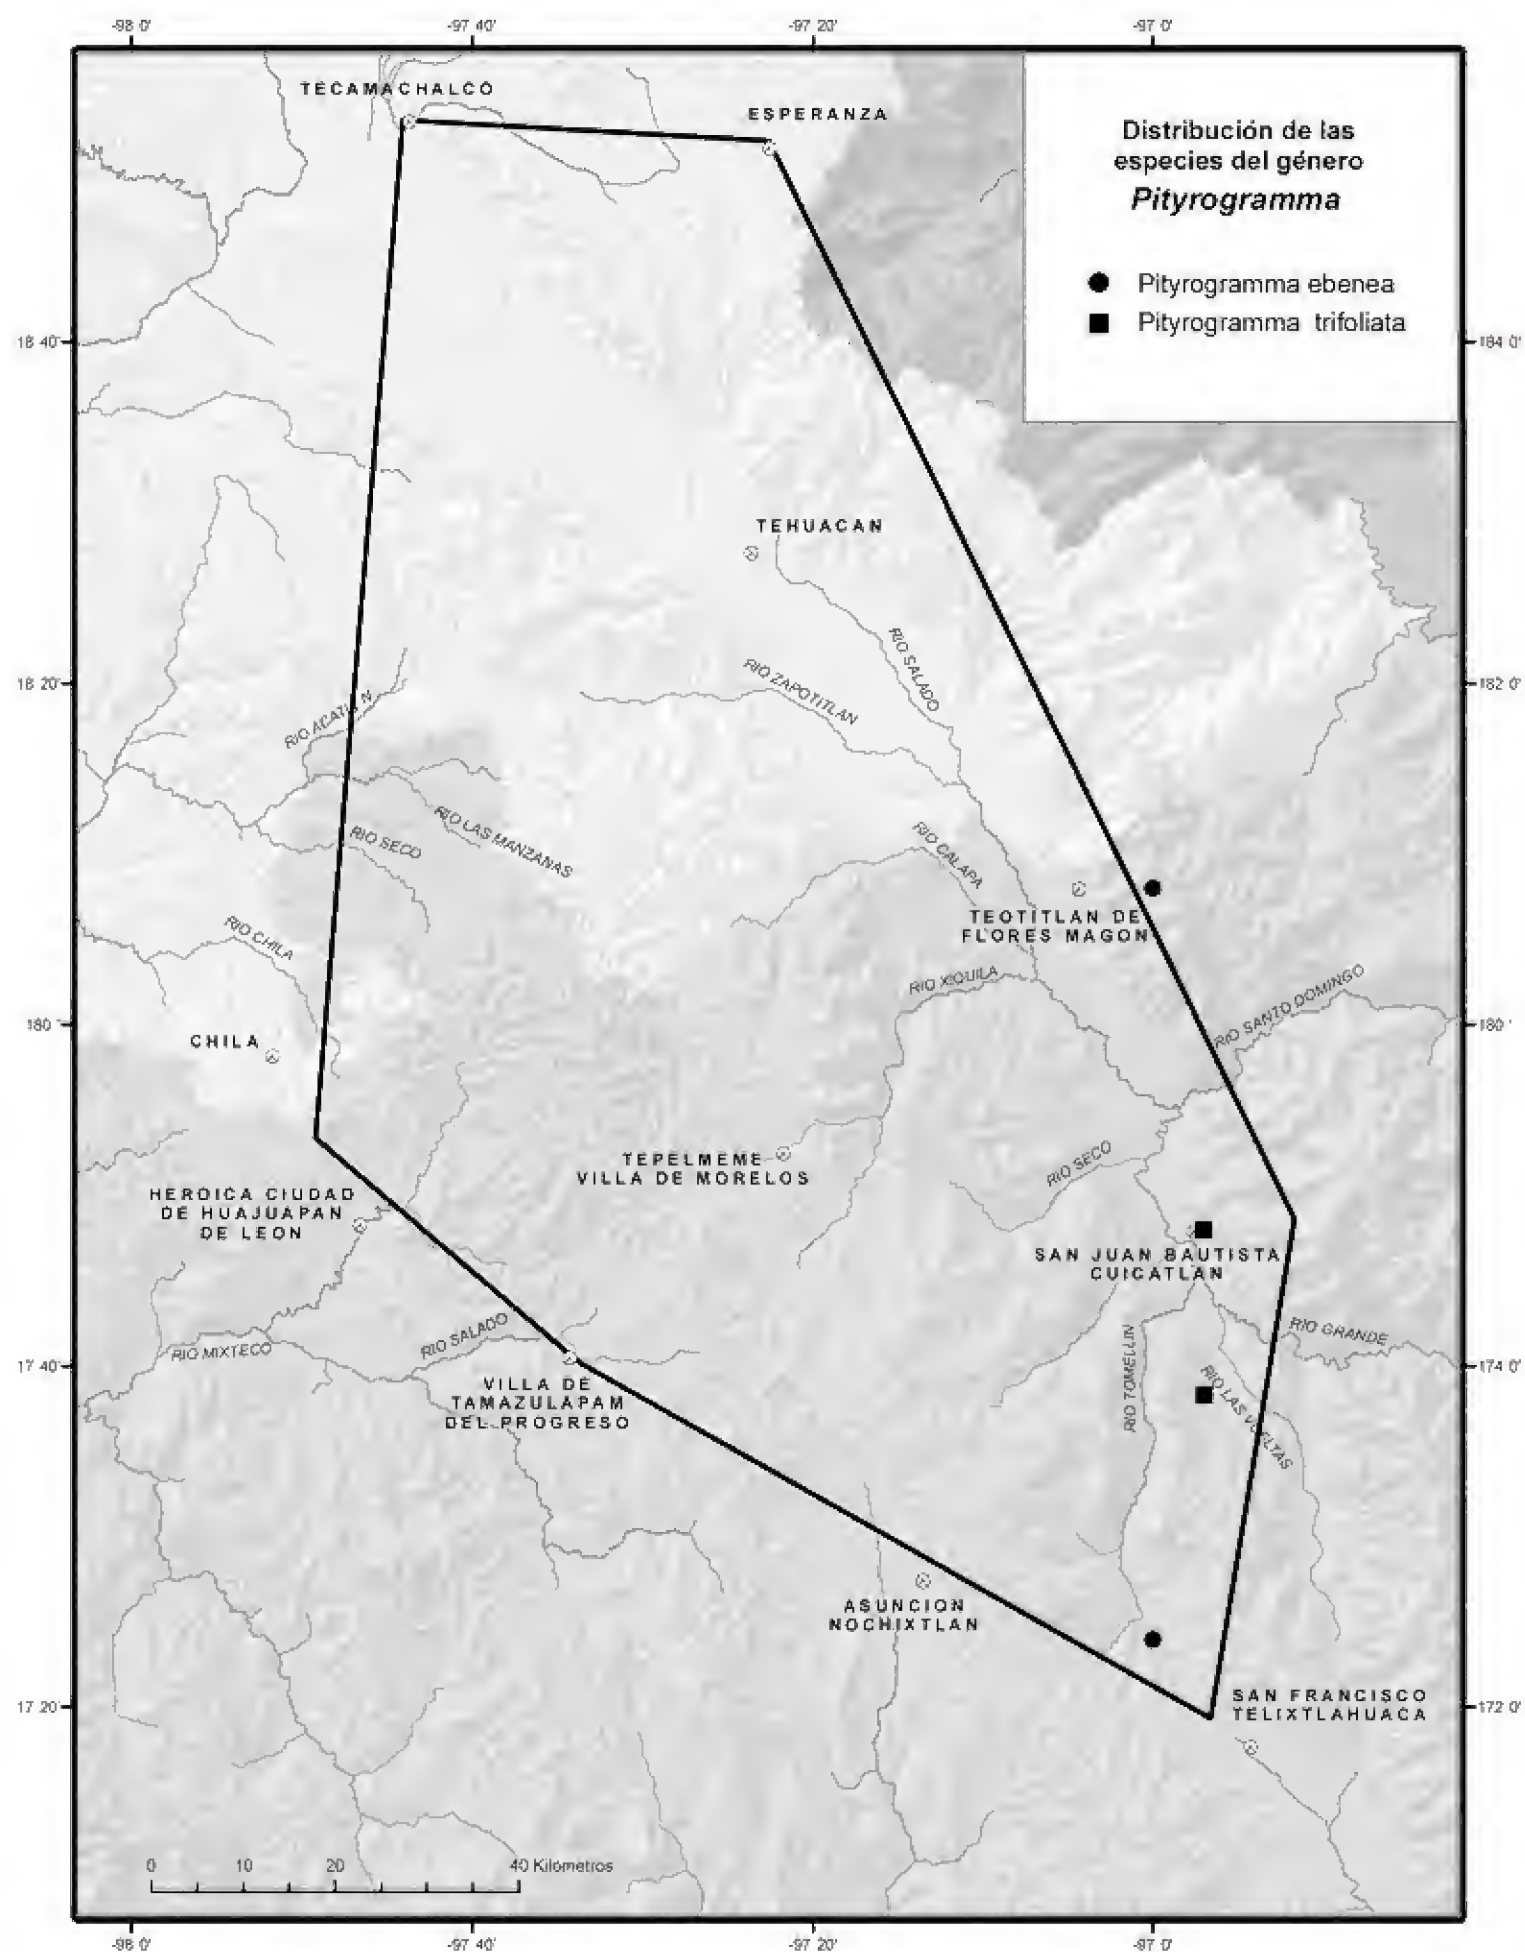 -98 0' -97 40' -97 20' -97 0'
TECAMACHALCO
ESPERANZA
Distribución de las
especies del género
Pityrogramma
Pityrogramma ebenea
Pityrogramma trifoliata
18 40' 184 0'
TEHUACAN
RIO SALADO
RIO ZAPOTITLAN
18 20' 182 0'
RIO ACATLAN
RIO LAS MANZANAS
RIO SECO
RIO CALAPA
TEOTITLAN DE
FLORES MAGON
RIO CHILA
RIO XIQUILA
RIO SANTO DOMINGO
180' 180'
CHILA
TEPELMEME
VILLA DE MORELOS
RIO SECO
HEROICA CIUDAD
DE HUAJUAPAN
DE LEON
SAN JUAN BAUTISTA
CUICATLAN
RIO SALADO
RIO MIXTECO
RIO GRANDE
17 40' 174 0'
RIO TOMELLIN
RIO LAS VUELTAS
VILLA DE
TAMAZULAPAM
DEL PROGRESO
ASUNCION
NOCHIXTLAN
17 20' 172 0'
SAN FRANCISCO
TELIXTLAHUACA
0 10 20 40 Kilometros
-98 0' -97 40' -97 20' -97 0'